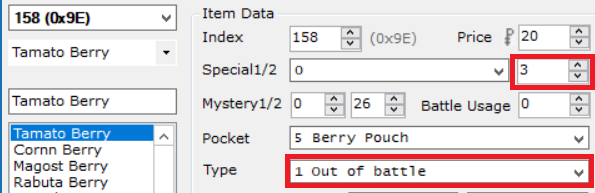 158 (0x9E)
Tamato Berry
Tamato Berry
Tamato Berry
Cornn Berry
Magost Berry
Rabuta Berry
Item Data
Index 158 (0x9E) Price 20
Special1/2 0 3
Mystery1/2 0 26 Battle Usage 0
Pocket 5 Berry Pouch
Type 1 Out of battle